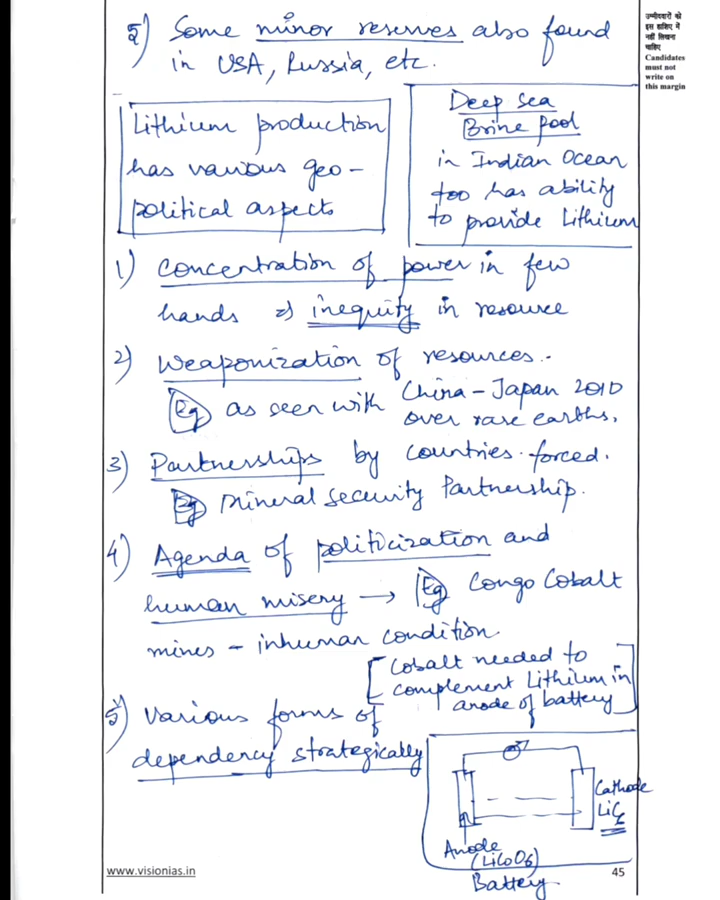 5) Some minor reserves also found
in USA, Russia, etc.
उम्मीदवारों को
इस हाशिए में
नहीं लिखना
चाहिए
Candidates
must not
write on
this margin
Lithium production
has various geo-
political aspects
Deep Sea
Brine pool
in Indian Ocean
too has ability
to provide Lithium
1) Concentration of power in few
hands ⇒ inequity in resource
2) Weaponization of resources.
Eg as seen with China-Japan 2010
over rare earths.
3) Partnerships by countries forced.
Eg Mineral Security Partnership.
4) Agenda of politicization and
human misery → Eg Congo Cobalt
mines - inhuman condition
[Cobalt needed to
complement Lithium in
anode of battery]
5) Various forms of
dependency strategically
Cathode
LiC6
Anode
(LiCoO6)
Battery
www.visionias.in
45